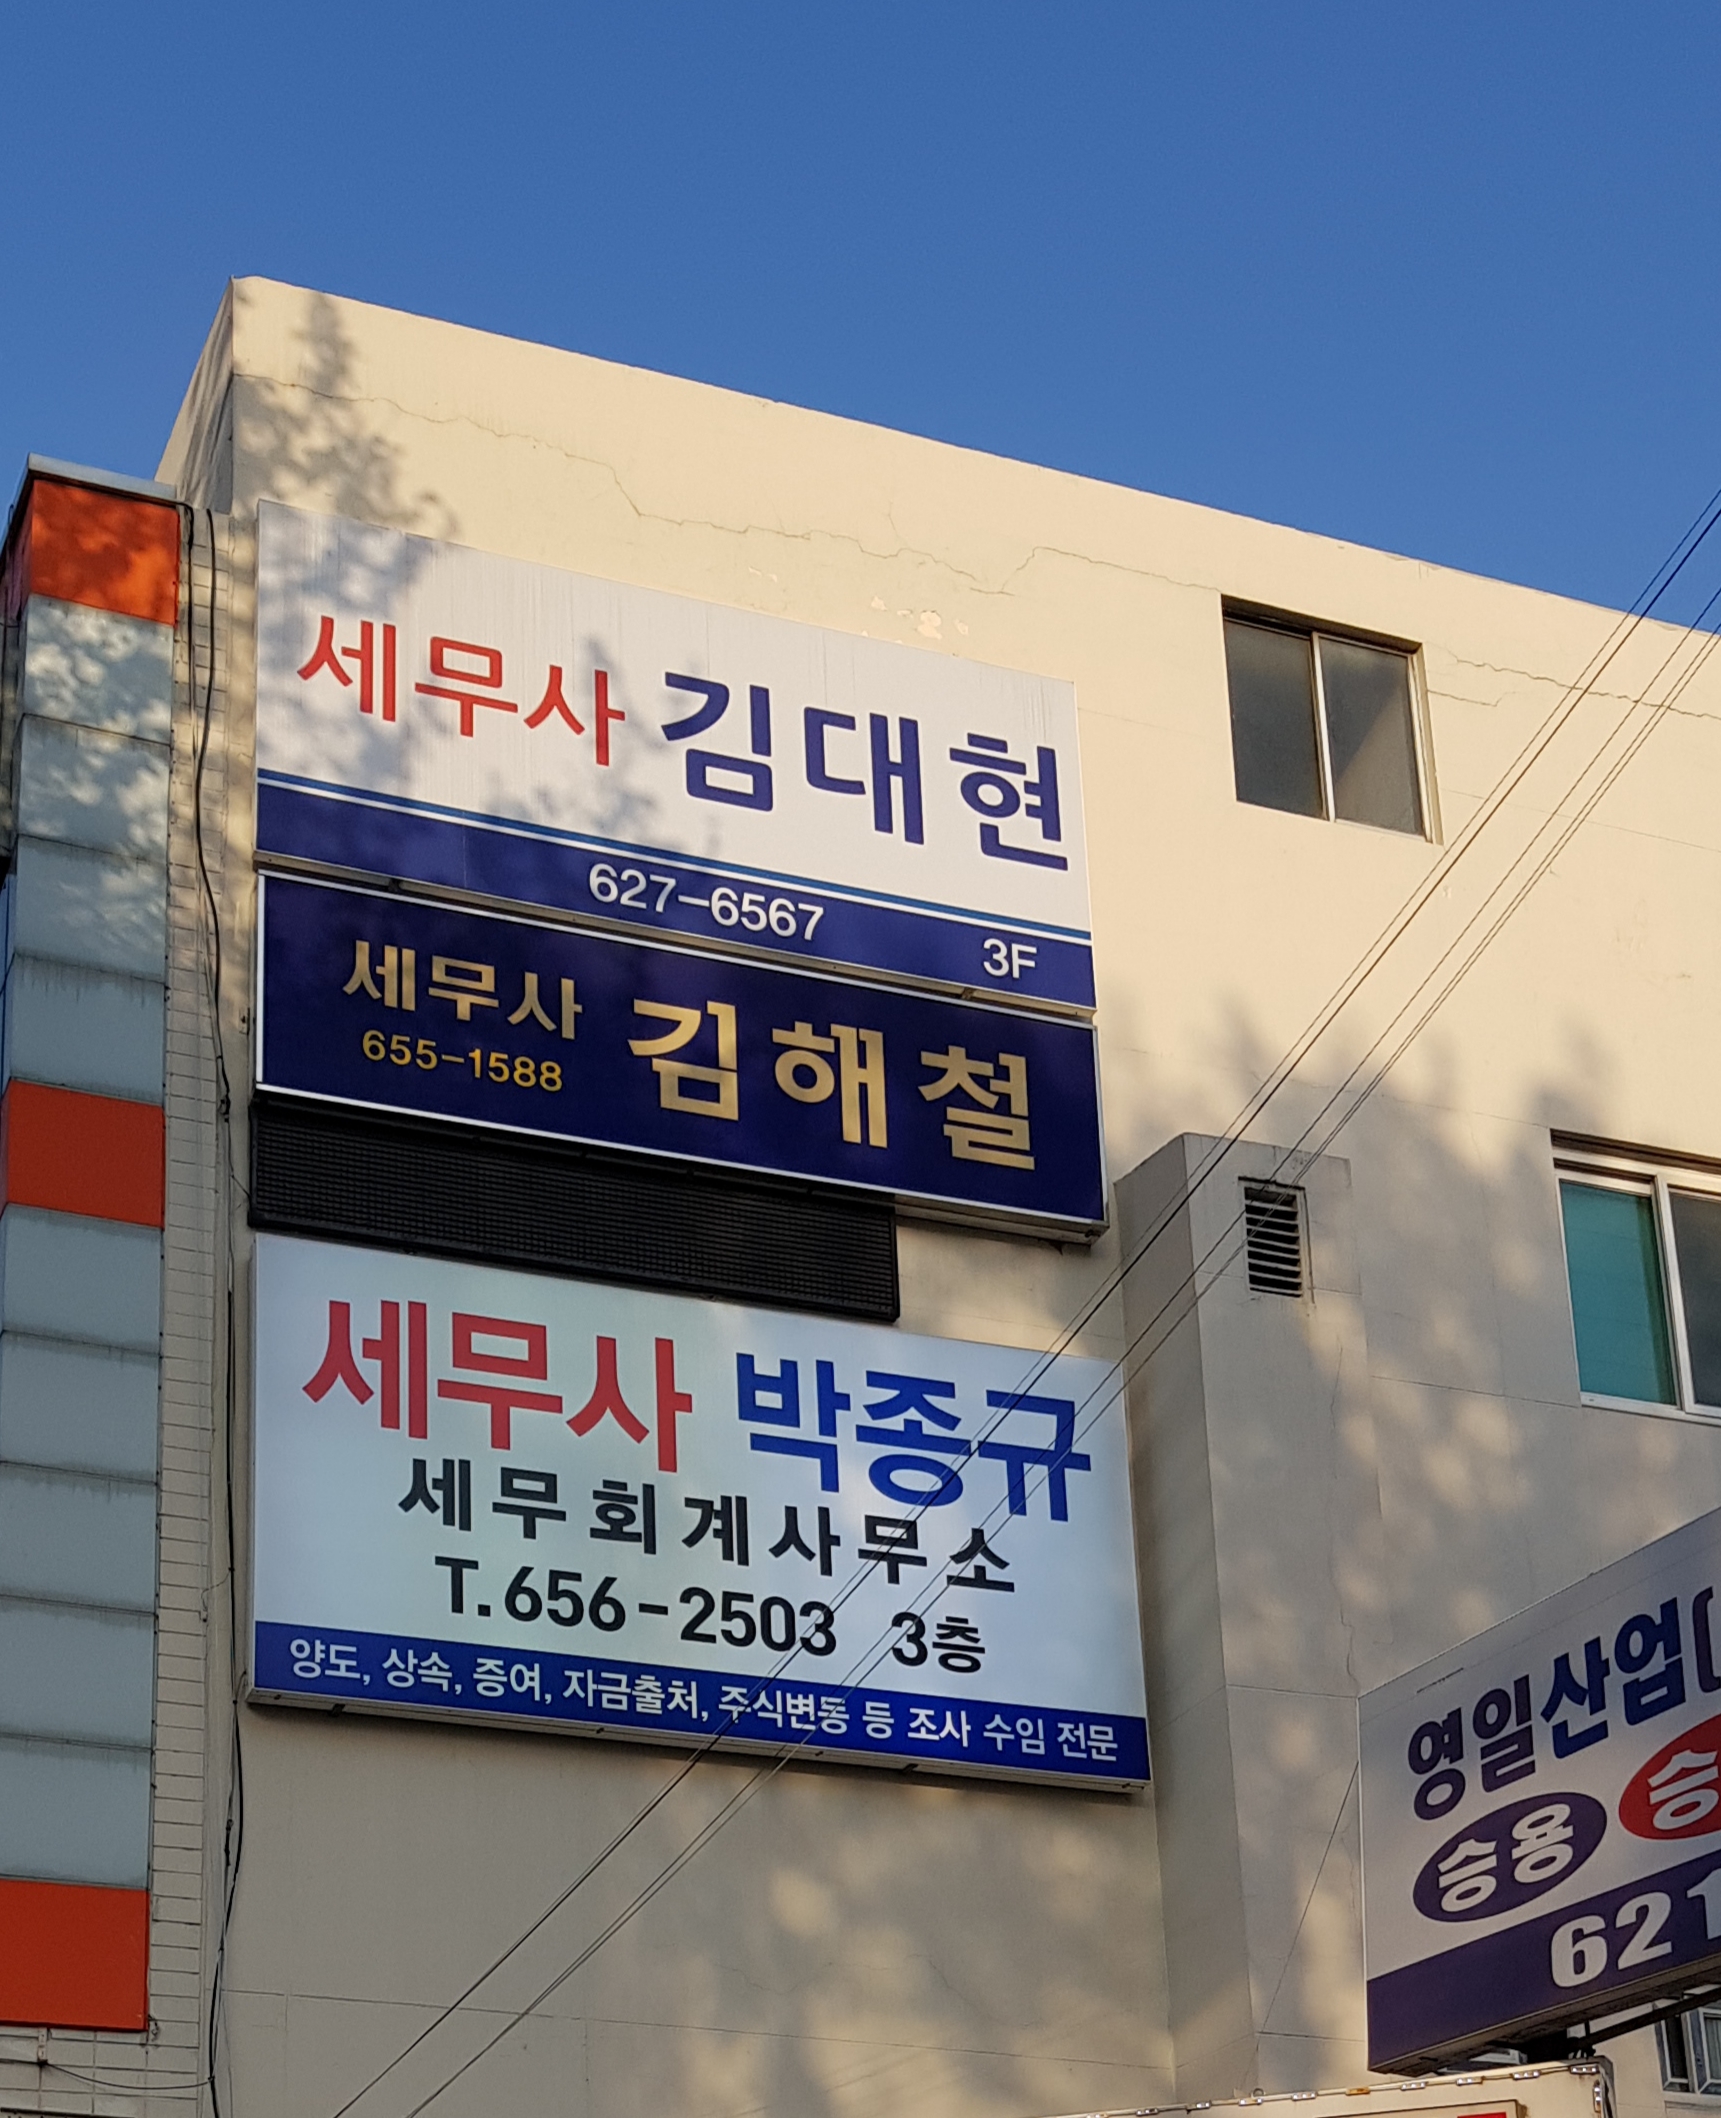 세무사 김대현
627-6567 3F
세무사 김해철
655-1588
세무사 박종규
세무회계사무소
T.656-2503 3층
양도, 상속, 증여, 자금출처, 주식변동 등 조사 수임 전문
영일산업
승용
621